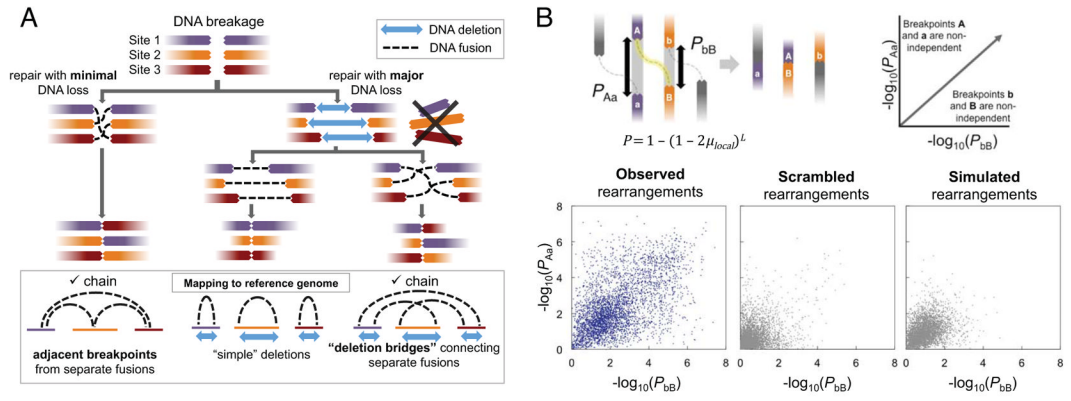 A
DNA breakage
Site 1
Site 2
Site 3
DNA deletion
DNA fusion
repair with minimal
DNA loss
repair with major
DNA loss
✓ chain
adjacent breakpoints
from separate fusions
Mapping to reference genome
"simple" deletions
✓ chain
"deletion bridges" connecting
separate fusions
B
A
b
P_Aa
P_bB
a
B
P = 1 − (1 − 2μ_local)^L
a
A
B
b
-log10(P_Aa)
Breakpoints A
and a are non-
independent
Breakpoints b
and B are non-
independent
-log10(P_bB)
Observed
rearrangements
Scrambled
rearrangements
Simulated
rearrangements
-log10(P_Aa)
8
6
4
2
0
0 2 4 6 8
0 2 4 6 8
0 2 4 6 8
-log10(P_bB)
-log10(P_bB)
-log10(P_bB)